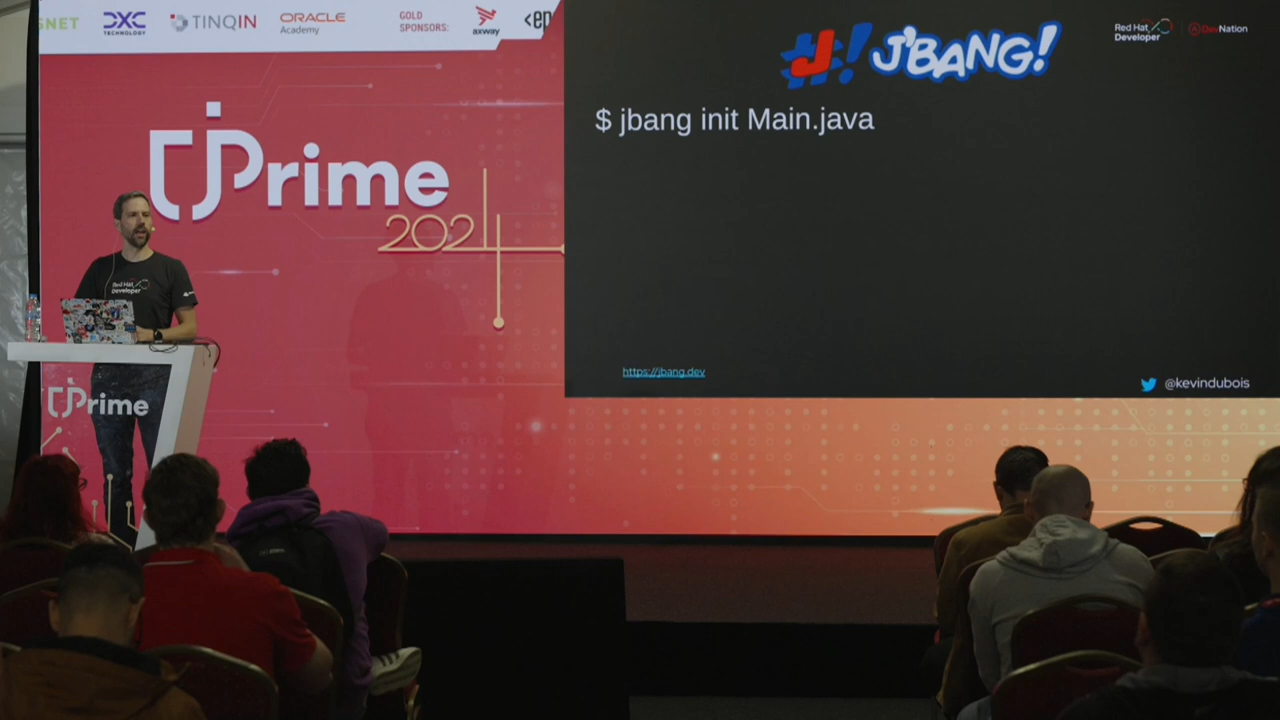 SNET
DXC
TECHNOLOGY
TINQIN
ORACLE
Academy
GOLD
SPONSORS:
axway
<ep
jPrime
2024
#J! J'BANG!
Red Hat
Developer
DevNation
$ jbang init Main.java
https://jbang.dev
@kevindubois
Red Hat
Developer
jPrime